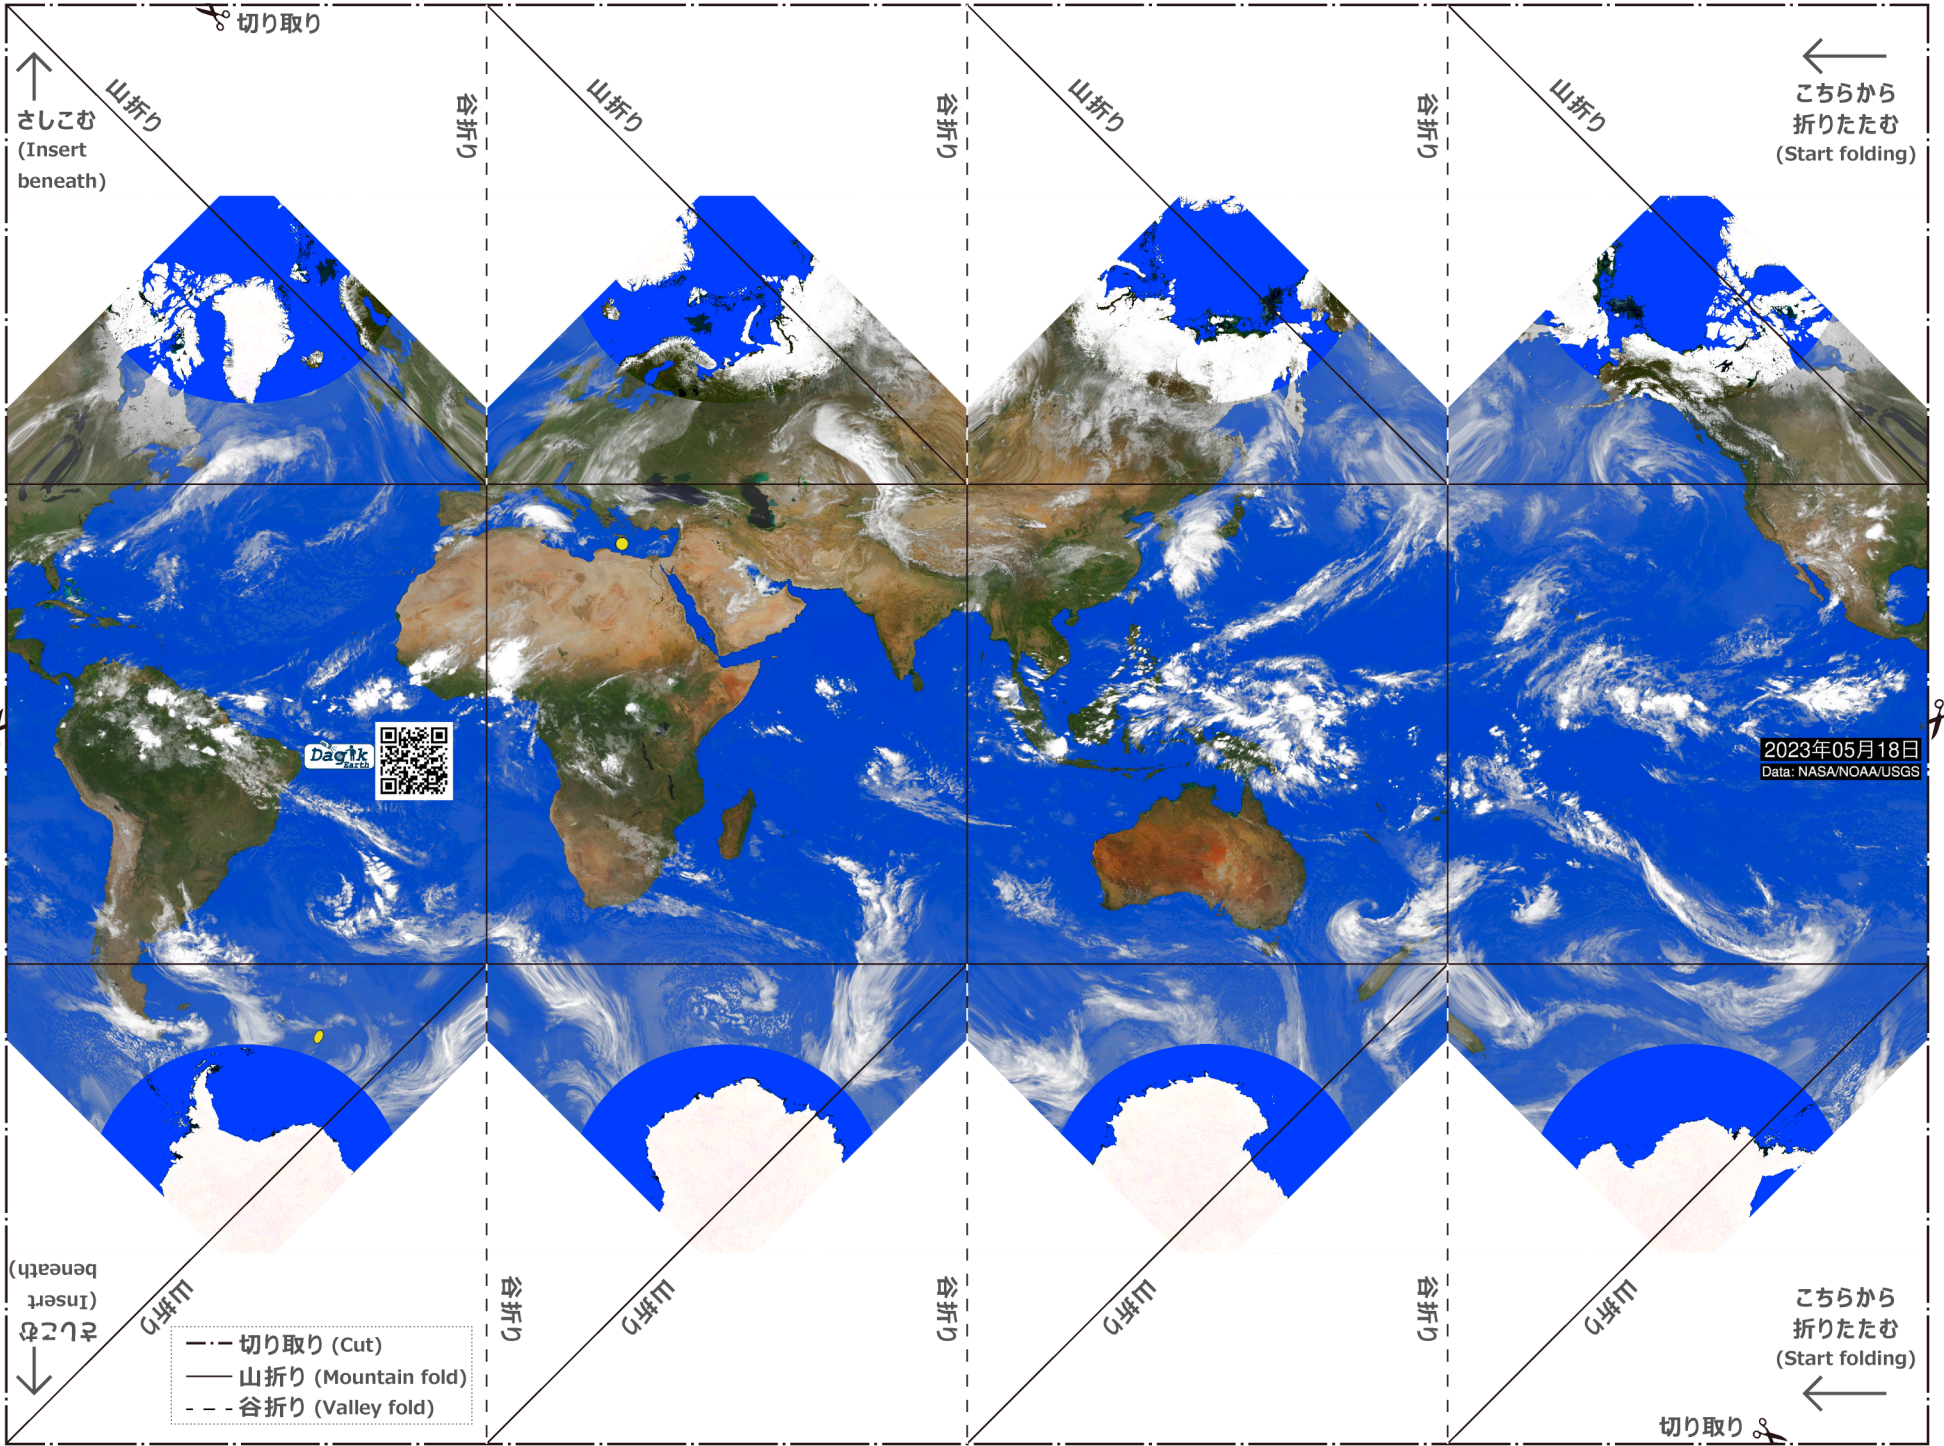 切り取り
さしこむ
(Insert
beneath)
山折り
谷折り
山折り
谷折り
山折り
谷折り
山折り
こちらから
折りたたむ
(Start folding)
Dagik
Earth
2023年05月18日
Data: NASA/NOAA/USGS
さしこむ
(Insert
beneath)
山折り
谷折り
山折り
谷折り
山折り
谷折り
山折り
こちらから
折りたたむ
(Start folding)
切り取り (Cut)
山折り (Mountain fold)
谷折り (Valley fold)
切り取り